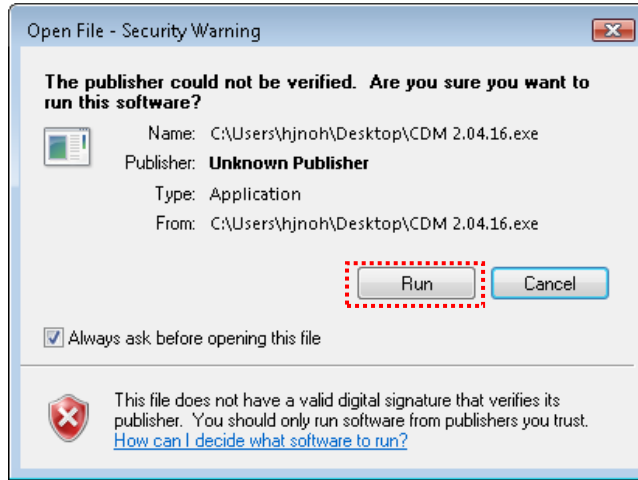 Open File - Security Warning
The publisher could not be verified. Are you sure you want to
run this software?
Name: C:\Users\hjnoh\Desktop\CDM 2.04.16.exe
Publisher: Unknown Publisher
Type: Application
From: C:\Users\hjnoh\Desktop\CDM 2.04.16.exe
Run Cancel
Always ask before opening this file
This file does not have a valid digital signature that verifies its
publisher. You should only run software from publishers you trust.
How can I decide what software to run?